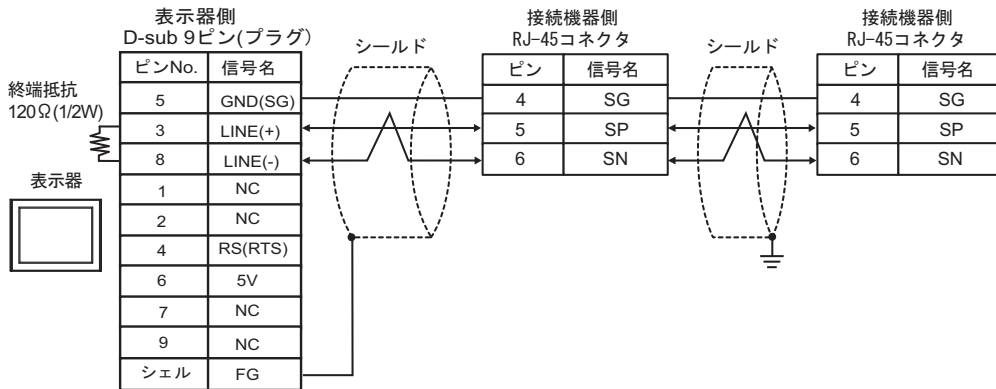 表示器側
D-sub 9ピン(プラグ)
シールド
接続機器側
RJ-45コネクタ
シールド
接続機器側
RJ-45コネクタ
終端抵抗
120Ω(1/2W)
表示器
ピンNo. 信号名
5 GND(SG)
3 LINE(+)
8 LINE(-)
1 NC
2 NC
4 RS(RTS)
6 5V
7 NC
9 NC
シェル FG
ピン 信号名
4 SG
5 SP
6 SN
ピン 信号名
4 SG
5 SP
6 SN